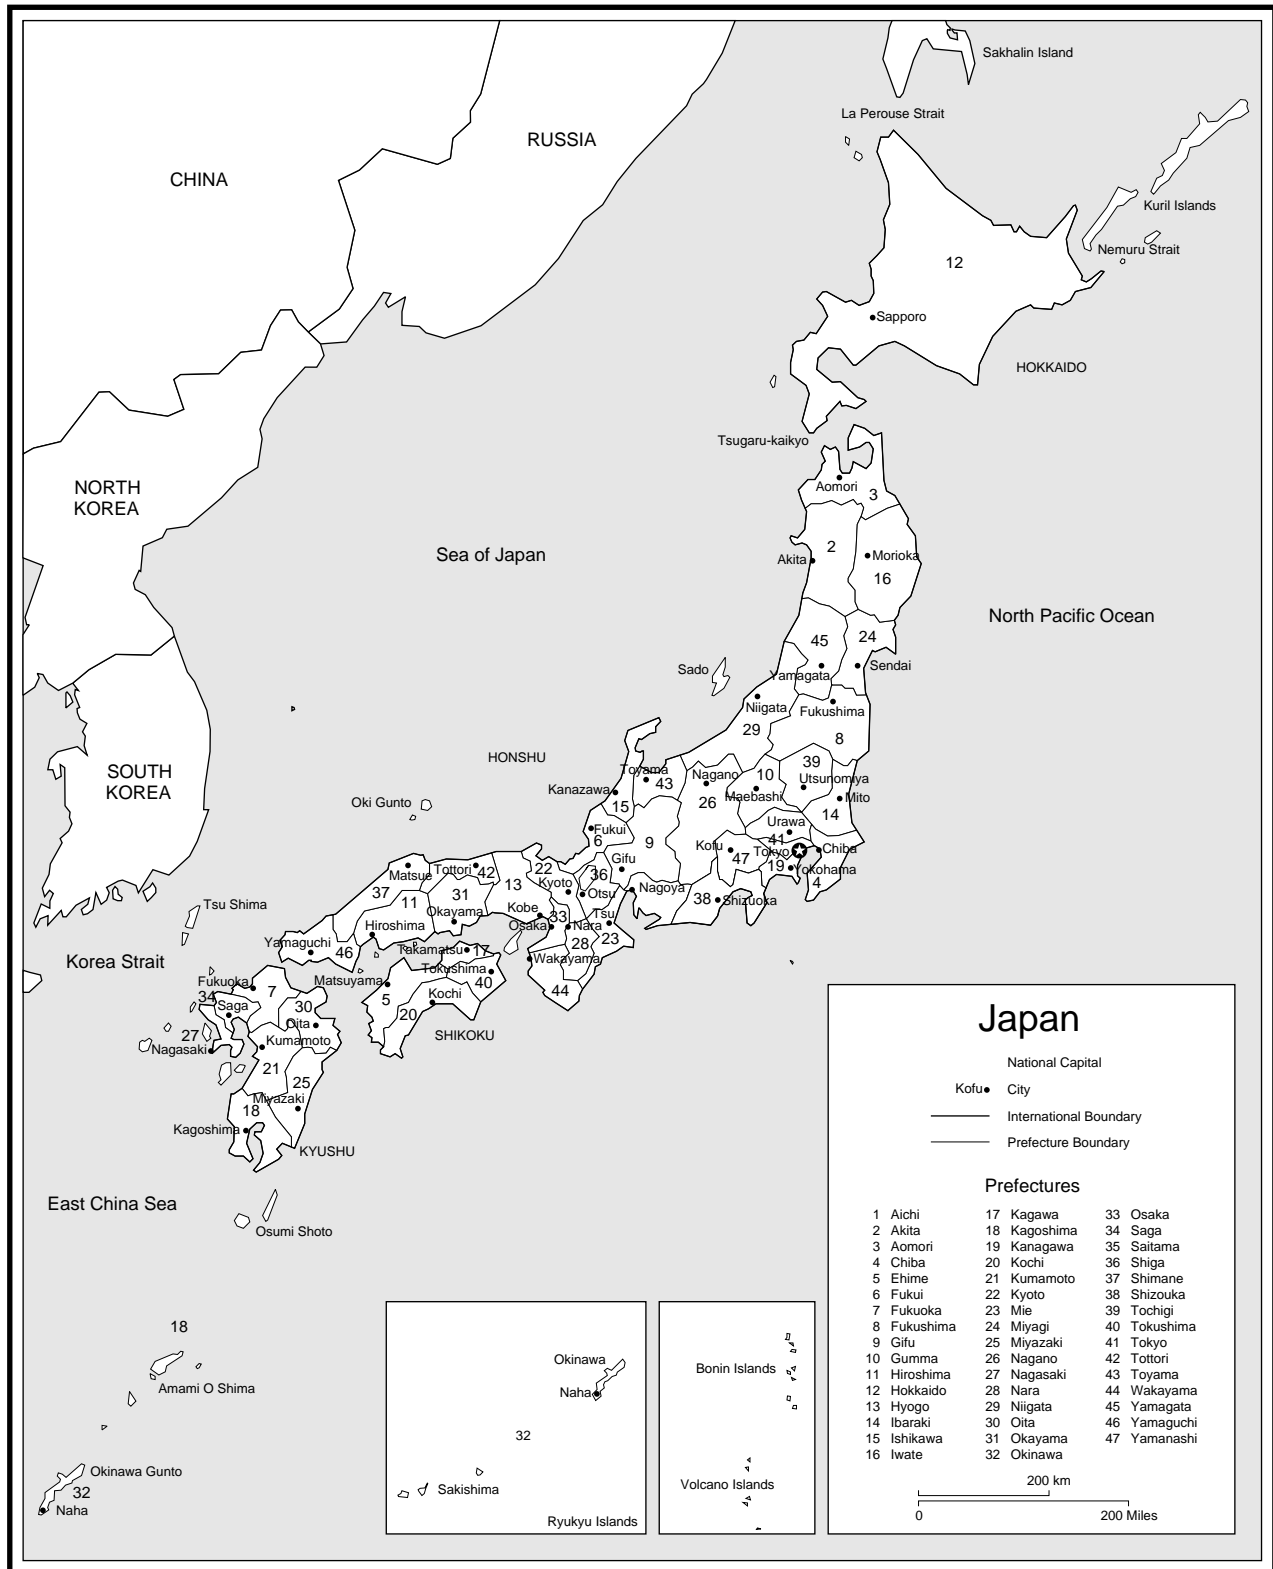 Sakhalin Island
La Perouse Strait
RUSSIA
CHINA
Kuril Islands
Nemuru Strait
12
Sapporo
HOKKAIDO
Tsugaru-kaikyo
NORTH
KOREA
Aomori
3
Sea of Japan
2
Akita
Morioka
16
North Pacific Ocean
45
24
Sado
Yamagata
Sendai
Niigata
Fukushima
29
8
HONSHU
SOUTH
KOREA
Toyama
43
Nagano
10
39
Utsunomiya
Kanazawa
15
26
Maebashi
Mito
14
Oki Gunto
Fukui
6
9
Urawa
41
Kofu
47
Tokyo
Chiba
Gifu
19
Yokohama
4
Matsue
Tottori
42
22
36
37
13
Kyoto
Otsu
Nagoya
38
Shizuoka
11
31
Tsu Shima
Okayama
Kobe
33
Tsu
Hiroshima
Osaka
Nara
23
Yamaguchi
46
Takamatsu
17
28
Korea Strait
Wakayama
Tokushima
40
Fukuoka
7
Matsuyama
5
44
34
Saga
30
Kochi
20
Oita
27
Nagasaki
Kumamoto
SHIKOKU
21
25
Miyazaki
18
Kagoshima
KYUSHU
East China Sea
Osumi Shoto
18
Amami O Shima
Okinawa Gunto
32
Naha
Okinawa
Naha
32
Sakishima
Ryukyu Islands
Bonin Islands
Volcano Islands
Japan
National Capital
Kofu City
International Boundary
Prefecture Boundary
Prefectures
1 Aichi
2 Akita
3 Aomori
4 Chiba
5 Ehime
6 Fukui
7 Fukuoka
8 Fukushima
9 Gifu
10 Gumma
11 Hiroshima
12 Hokkaido
13 Hyogo
14 Ibaraki
15 Ishikawa
16 Iwate
17 Kagawa
18 Kagoshima
19 Kanagawa
20 Kochi
21 Kumamoto
22 Kyoto
23 Mie
24 Miyagi
25 Miyazaki
26 Nagano
27 Nagasaki
28 Nara
29 Niigata
30 Oita
31 Okayama
32 Okinawa
33 Osaka
34 Saga
35 Saitama
36 Shiga
37 Shimane
38 Shizouka
39 Tochigi
40 Tokushima
41 Tokyo
42 Tottori
43 Toyama
44 Wakayama
45 Yamagata
46 Yamaguchi
47 Yamanashi
200 km
0 200 Miles